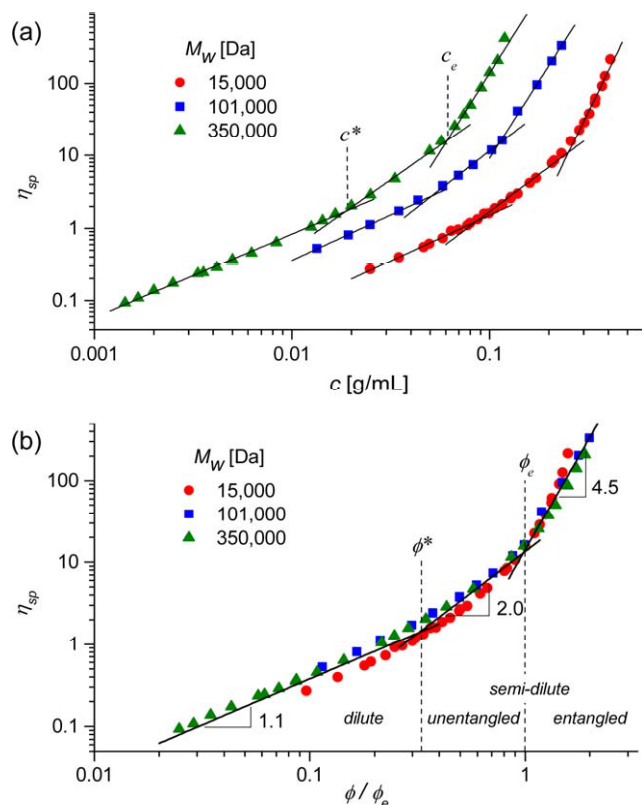 (a)
M_W [Da]
15,000
101,000
350,000
c*
c_e
η_sp
100
10
1
0.1
0.001
0.01
0.1
c [g/mL]
(b)
M_W [Da]
15,000
101,000
350,000
ϕ*
ϕ_e
4.5
2.0
1.1
η_sp
100
10
1
0.1
semi-dilute
dilute
unentangled
entangled
0.01
0.1
1
ϕ/ϕ_e